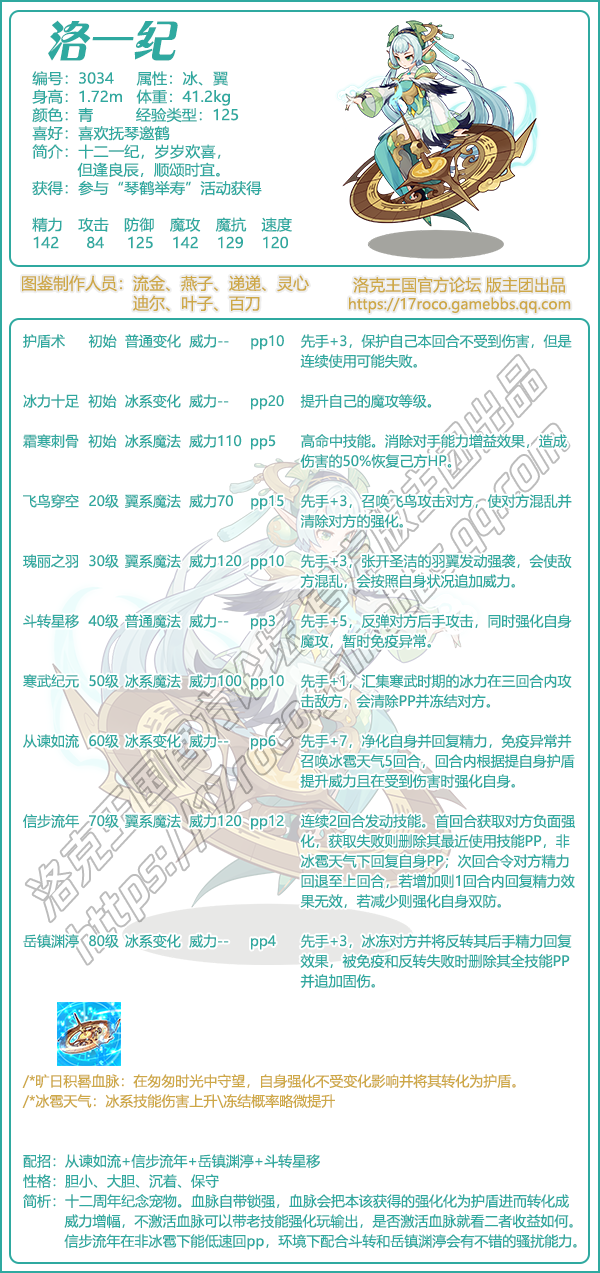 洛一纪
编号：3034 属性：冰、翼
身高：1.72m 体重：41.2kg
颜色：青 经验类型：125
喜好：喜欢抚琴邀鹤
简介：十二一纪，岁岁欢喜，
但逢良辰，顺颂时宜。
获得：参与“琴鹤举寿”活动获得
精力 攻击 防御 魔攻 魔抗 速度
142 84 125 142 129 120
图鉴制作人员：流金、燕子、递递、灵心
迪尔、叶子、百刀
洛克王国官方论坛 版主团出品
https://17roco.gamebbs.qq.com
护盾术 初始 普通变化 威力-- pp10 先手+3，保护自己本回合不受到伤害，但是
连续使用可能失败。
冰力十足 初始 冰系变化 威力-- pp20 提升自己的魔攻等级。
霜寒刺骨 初始 冰系魔法 威力110 pp5 高命中技能。消除对手能力增益效果，造成
伤害的50%恢复己方HP。
飞鸟穿空 20级 翼系魔法 威力70 pp15 先手+3，召唤飞鸟攻击对方，使对方混乱并
清除对方的强化。
瑰丽之羽 30级 翼系魔法 威力120 pp10 先手+3，张开圣洁的羽翼发动强袭，会使敌
方混乱，会按照自身状况追加威力。
斗转星移 40级 普通魔法 威力-- pp3 先手+5，反弹对方后手攻击，同时强化自身
魔攻，暂时免疫异常。
寒武纪元 50级 冰系魔法 威力100 pp10 先手+1，汇集寒武时期的冰力在三回合内攻
击敌方，会清除PP并冻结对方。
从谏如流 60级 冰系变化 威力-- pp6 先手+7，净化自身并回复精力，免疫异常并
召唤冰雹天气5回合，回合内根据提自身护盾
提升威力且在受到伤害时强化自身。
信步流年 70级 翼系魔法 威力120 pp12 连续2回合发动技能。首回合获取对方负面强
化，获取失败则删除其最近使用技能PP，非
冰雹天气下回复自身PP；次回合令对方精力
回退至上回合，若增加则1回合内回复精力效
果无效，若减少则强化自身双防。
岳镇渊渟 80级 冰系变化 威力-- pp4 先手+3，冰冻对方并将反转其后手精力回复
效果，被免疫和反转失败时删除其全技能PP
并追加固伤。
洛克王国官方论坛 版主团出品
https://17roco.gamebbs.qq.com
/*旷日积晷血脉：在匆匆时光中守望，自身强化不受变化影响并将其转化为护盾。
/*冰雹天气：冰系技能伤害上升\冻结概率略微提升
配招：从谏如流+信步流年+岳镇渊渟+斗转星移
性格：胆小、大胆、沉着、保守
简析：十二周年纪念宠物。血脉自带锁强，血脉会把本该获得的强化化为护盾进而转化成
威力增幅，不激活血脉可以带老技能强化玩输出，是否激活血脉就看二者收益如何。
信步流年在非冰雹下能低速回pp，环境下配合斗转和岳镇渊渟会有不错的骚扰能力。